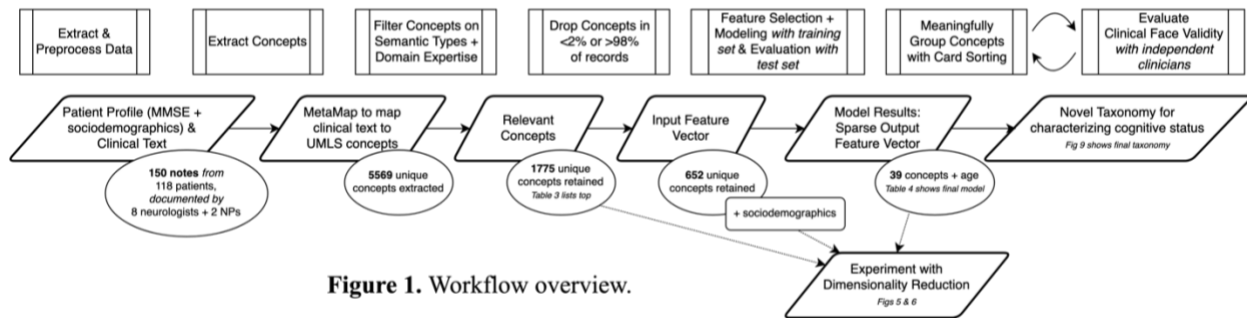 Extract &
Preprocess Data
Extract Concepts
Filter Concepts on
Semantic Types +
Domain Expertise
Drop Concepts in
<2% or >98%
of records
Feature Selection +
Modeling with training
set & Evaluation with
test set
Meaningfully
Group Concepts
with Card Sorting
Evaluate
Clinical Face Validity
with independent
clinicians
Patient Profile (MMSE +
sociodemographics) &
Clinical Text
MetaMap to map
clinical text to
UMLS concepts
Relevant
Concepts
Input Feature
Vector
Model Results:
Sparse Output
Feature Vector
Novel Taxonomy for
characterizing cognitive status
Fig 9 shows final taxonomy
150 notes from
118 patients,
documented by
8 neurologists + 2 NPs
5569 unique
concepts extracted
1775 unique
concepts retained
Table 3 lists top
652 unique
concepts retained
39 concepts + age
Table 4 shows final model
+ sociodemographics
Experiment with
Dimensionality Reduction
Figs 5 & 6
Figure 1. Workflow overview.